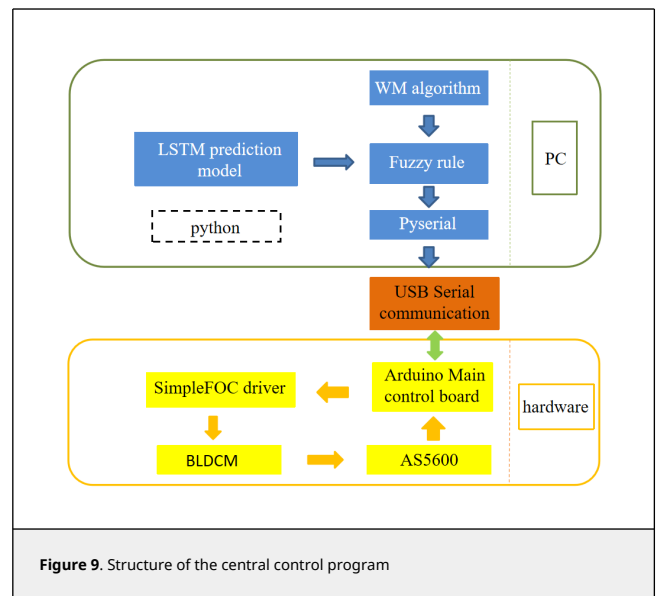 WM algorithm
LSTM prediction
model
Fuzzy rule
PC
python
Pyserial
USB Serial
communication
SimpleFOC driver
Arduino Main
control board
hardware
BLDCM
AS5600
Figure 9. Structure of the central control program